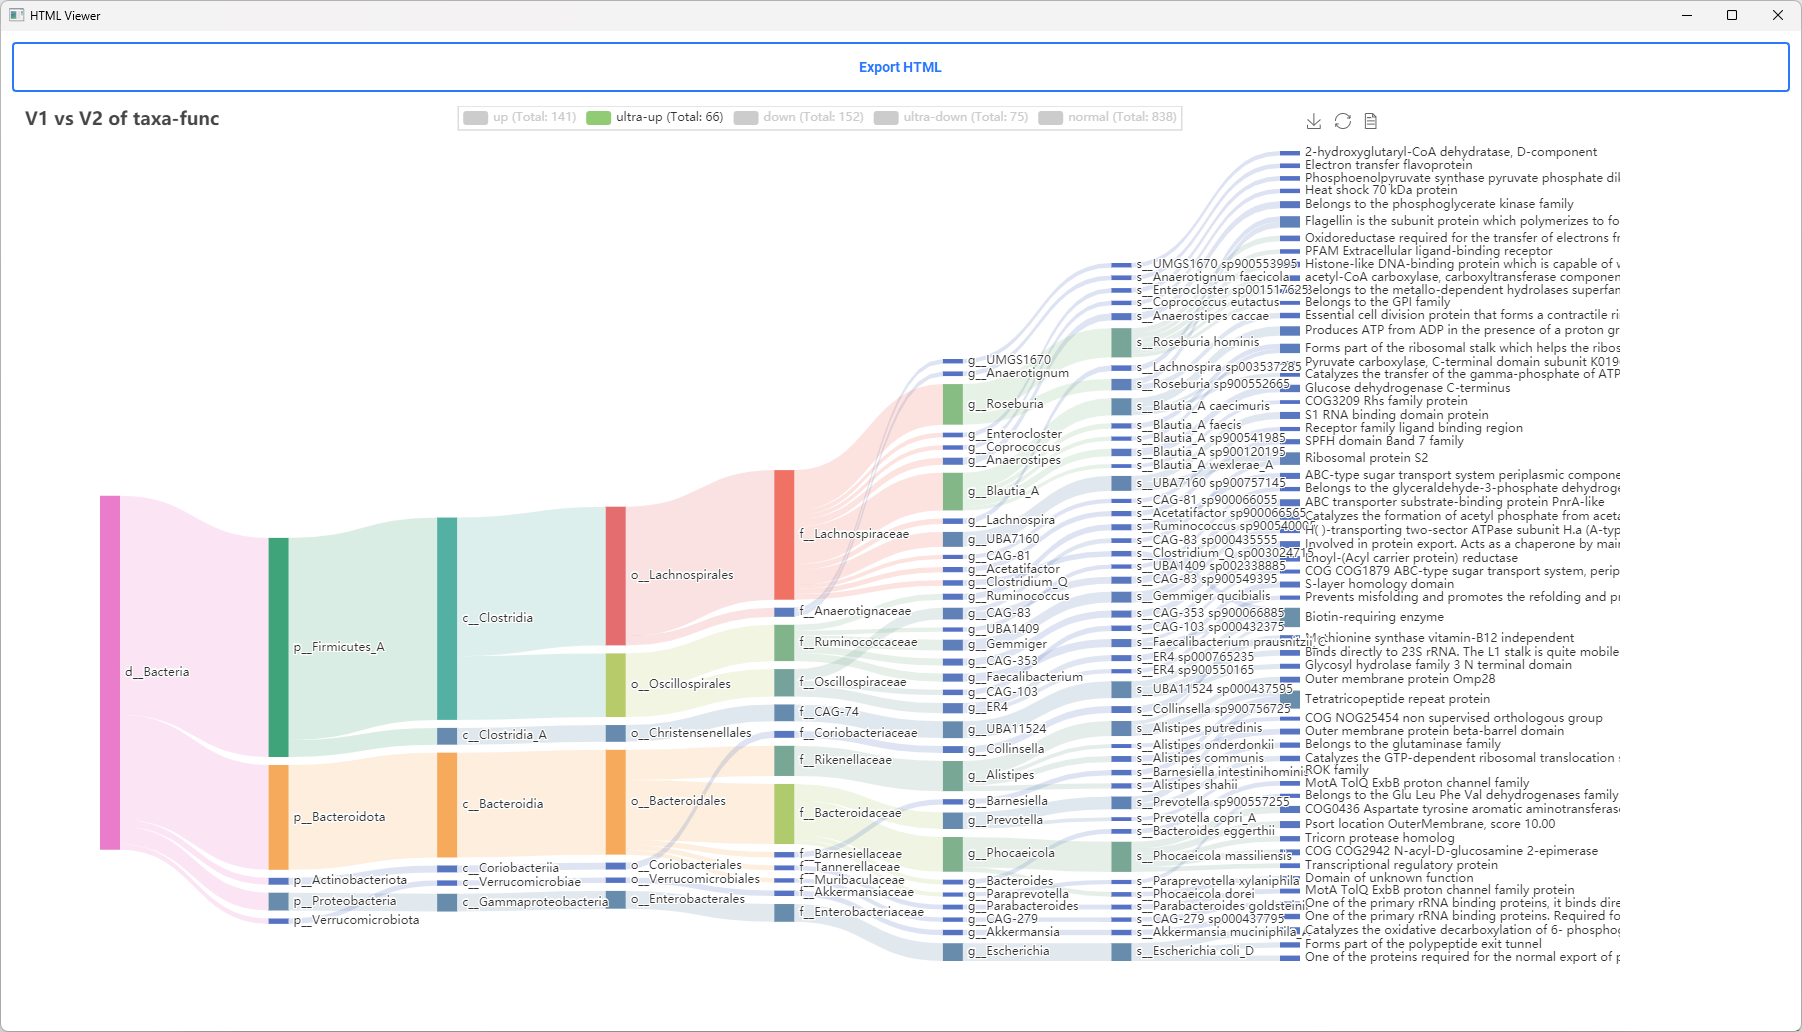 HTML Viewer
Export HTML
V1 vs V2 of taxa-func
up (Total: 141)
ultra-up (Total: 66)
down (Total: 152)
ultra-down (Total: 75)
normal (Total: 838)
d__Bacteria
p__Firmicutes_A
p__Bacteroidota
p__Actinobacteriota
p__Proteobacteria
p__Verrucomicrobiota
c__Clostridia
c__Clostridia_A
c__Bacteroidia
c__Coriobacteriia
c__Verrucomicrobiae
c__Gammaproteobacteria
o__Lachnospirales
o__Oscillospirales
o__Christensenellales
o__Bacteroidales
o__Coriobacteriales
o__Verrucomicrobiales
o__Enterobacterales
f__Lachnospiraceae
f__Anaerotignaceae
f__Ruminococcaceae
f__Oscillospiraceae
f__CAG-74
f__Coriobacteriaceae
f__Rikenellaceae
f__Bacteroidaceae
f__Barnesiellaceae
f__Tannerellaceae
f__Muribaculaceae
f__Akkermansiaceae
f__Enterobacteriaceae
g__UMGS1670
g__Anaerotignum
g__Roseburia
g__Enterocloster
g__Coprococcus
g__Anaerostipes
g__Blautia_A
g__Lachnospira
g__UBA7160
g__CAG-81
g__Acetatifactor
g__Clostridium_Q
g__Ruminococcus
g__CAG-83
g__UBA1409
g__Gemmiger
g__CAG-353
g__Faecalibacterium
g__CAG-103
g__ER4
g__UBA11524
g__Collinsella
g__Alistipes
g__Barnesiella
g__Prevotella
g__Phocaeicola
g__Bacteroides
g__Paraprevotella
g__Parabacteroides
g__CAG-279
g__Akkermansia
g__Escherichia
s__UMGS1670 sp900553995
s__Anaerotignum faecicola
s__Enterocloster sp001517625
s__Coprococcus eutactus
s__Anaerostipes caccae
s__Roseburia hominis
s__Lachnospira sp003537285
s__Roseburia sp900552665
s__Blautia_A caecimuris
s__Blautia_A faecis
s__Blautia_A sp900541985
s__Blautia_A sp900120195
s__Blautia_A wexlerae_A
s__UBA7160 sp900757145
s__CAG-81 sp900066055
s__Acetatifactor sp900066565
s__Ruminococcus sp900540005
s__CAG-83 sp000435555
s__Clostridium_Q sp003024715
s__UBA1409 sp002338885
s__CAG-83 sp900549395
s__Gemmiger qucibialis
s__CAG-353 sp900066885
s__CAG-103 sp000432375
s__Faecalibacterium prausnitzii
s__ER4 sp000765235
s__ER4 sp900550165
s__UBA11524 sp000437595
s__Collinsella sp900756725
s__Alistipes putredinis
s__Alistipes onderdonkii
s__Alistipes communis
s__Barnesiella intestinihominis
s__Alistipes shahii
s__Prevotella sp900557255
s__Prevotella copri_A
s__Bacteroides eggerthii
s__Phocaeicola massiliensis
s__Paraprevotella xylaniphila
s__Phocaeicola dorei
s__Parabacteroides goldsteinii
s__CAG-279 sp000437795
s__Akkermansia muciniphila_A
s__Escherichia coli_D
2-hydroxyglutaryl-CoA dehydratase, D-component
Electron transfer flavoprotein
Phosphoenolpyruvate synthase pyruvate phosphate dik
Heat shock 70 kDa protein
Belongs to the phosphoglycerate kinase family
Flagellin is the subunit protein which polymerizes to fo
Oxidoreductase required for the transfer of electrons fr
PFAM Extracellular ligand-binding receptor
Histone-like DNA-binding protein which is capable of w
acetyl-CoA carboxylase, carboxyltransferase componen
Belongs to the metallo-dependent hydrolases superfam
Belongs to the GPI family
Essential cell division protein that forms a contractile ri
Produces ATP from ADP in the presence of a proton gr
Forms part of the ribosomal stalk which helps the ribos
Pyruvate carboxylase, C-terminal domain subunit K019
Catalyzes the transfer of the gamma-phosphate of ATP
Glucose dehydrogenase C-terminus
COG3209 Rhs family protein
S1 RNA binding domain protein
Receptor family ligand binding region
SPFH domain Band 7 family
Ribosomal protein S2
ABC-type sugar transport system periplasmic compone
Belongs to the glyceraldehyde-3-phosphate dehydroge
ABC transporter substrate-binding protein PnrA-like
Catalyzes the formation of acetyl phosphate from aceta
H( )-transporting two-sector ATPase subunit H.a (A-typ
Involved in protein export. Acts as a chaperone by mai
Enoyl-(Acyl carrier protein) reductase
COG COG1879 ABC-type sugar transport system, perip
S-layer homology domain
Prevents misfolding and promotes the refolding and pr
Biotin-requiring enzyme
Methionine synthase vitamin-B12 independent
Binds directly to 23S rRNA. The L1 stalk is quite mobile
Glycosyl hydrolase family 3 N terminal domain
Outer membrane protein Omp28
Tetratricopeptide repeat protein
COG NOG25454 non supervised orthologous group
Outer membrane protein beta-barrel domain
Belongs to the glutaminase family
Catalyzes the GTP-dependent ribosomal translocation s
ROK family
MotA TolQ ExbB proton channel family
Belongs to the Glu Leu Phe Val dehydrogenases family
COG0436 Aspartate tyrosine aromatic aminotransferase
Psort location OuterMembrane, score 10.00
Tricorn protease homolog
COG COG2942 N-acyl-D-glucosamine 2-epimerase
Transcriptional regulatory protein
Domain of unknown function
MotA TolQ ExbB proton channel family protein
One of the primary rRNA binding proteins, it binds dire
One of the primary rRNA binding proteins. Required fo
Catalyzes the oxidative decarboxylation of 6- phosphog
Forms part of the polypeptide exit tunnel
One of the proteins required for the normal export of p